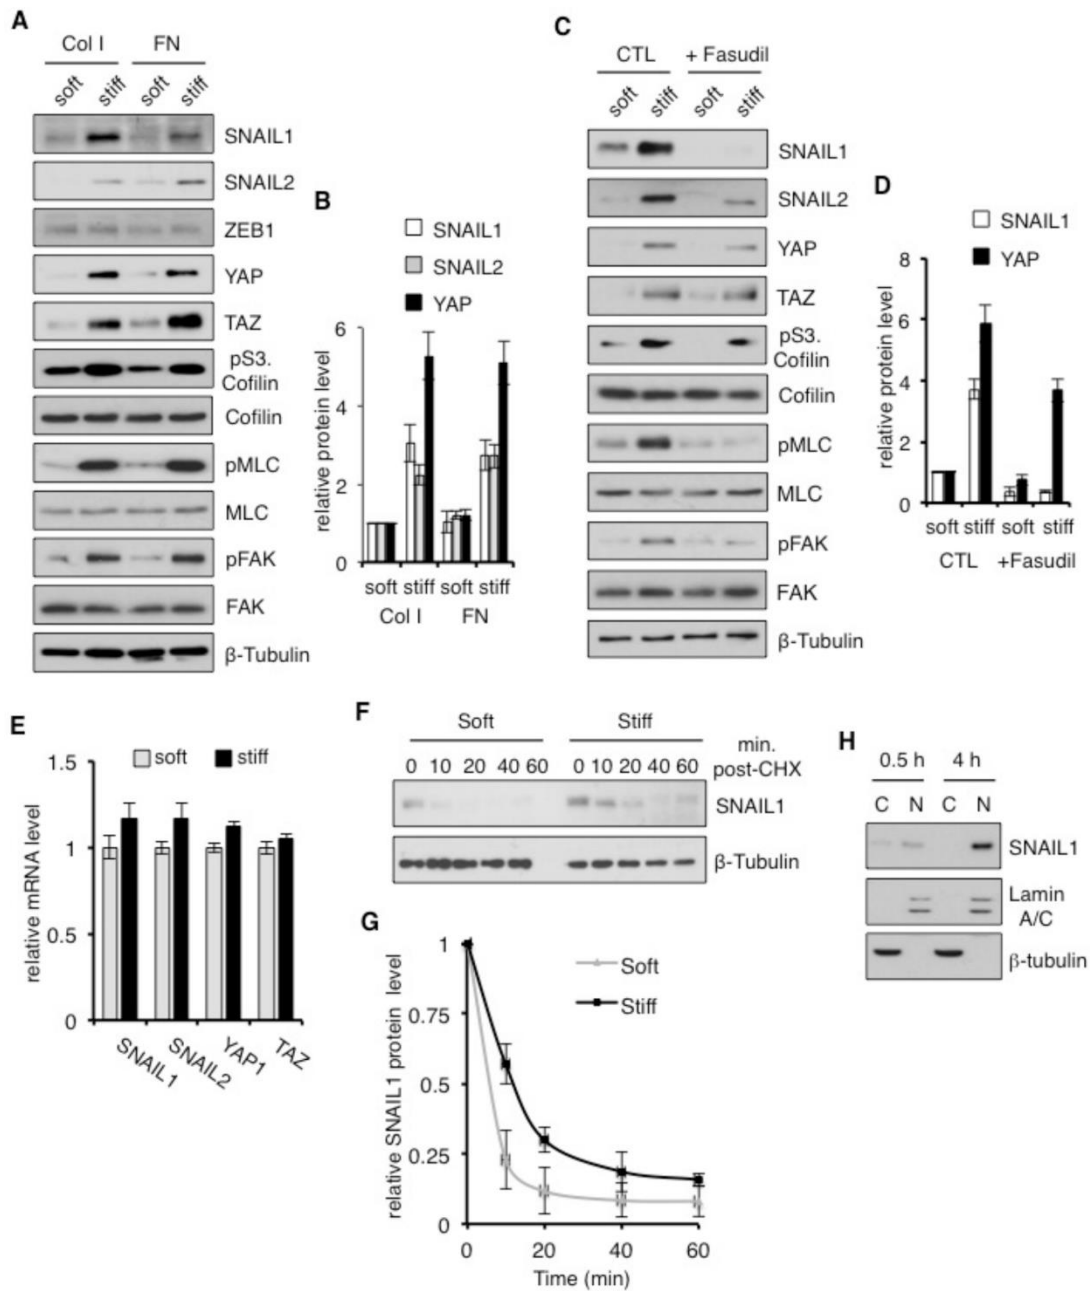 A
Col I FN
soft stiff soft stiff
SNAIL1
SNAIL2
ZEB1
YAP
TAZ
pS3.
Cofilin
Cofilin
pMLC
MLC
pFAK
FAK
β-Tubulin
B
SNAIL1
SNAIL2
YAP
relative protein level
6
4
2
0
soft stiff soft stiff
Col I FN
C
CTL + Fasudil
soft stiff soft stiff
SNAIL1
SNAIL2
YAP
TAZ
pS3.
Cofilin
Cofilin
pMLC
MLC
pFAK
FAK
β-Tubulin
D
SNAIL1
YAP
relative protein level
8
6
4
2
0
soft stiff soft stiff
CTL +Fasudil
E
soft stiff
relative mRNA level
1.5
1
0.5
0
SNAIL1 SNAIL2 YAP1 TAZ
F
Soft Stiff
0 10 20 40 60 0 10 20 40 60 min.
post-CHX
SNAIL1
β-Tubulin
G
Soft
Stiff
relative SNAIL1 protein level
1
0.75
0.5
0.25
0
0 20 40 60
Time (min)
H
0.5 h 4 h
C N C N
SNAIL1
Lamin
A/C
β-tubulin